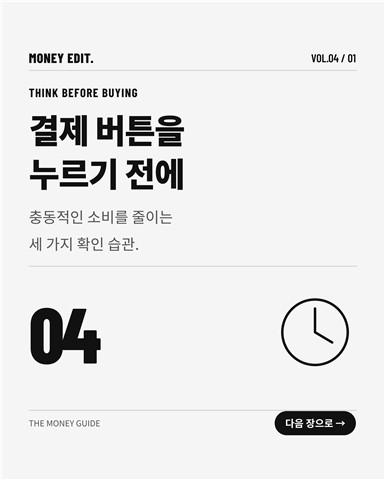 MONEY EDIT.
VOL.04 / 01
THINK BEFORE BUYING
결제 버튼을
누르기 전에
충동적인 소비를 줄이는
세 가지 확인 습관.
04
THE MONEY GUIDE
다음 장으로 →